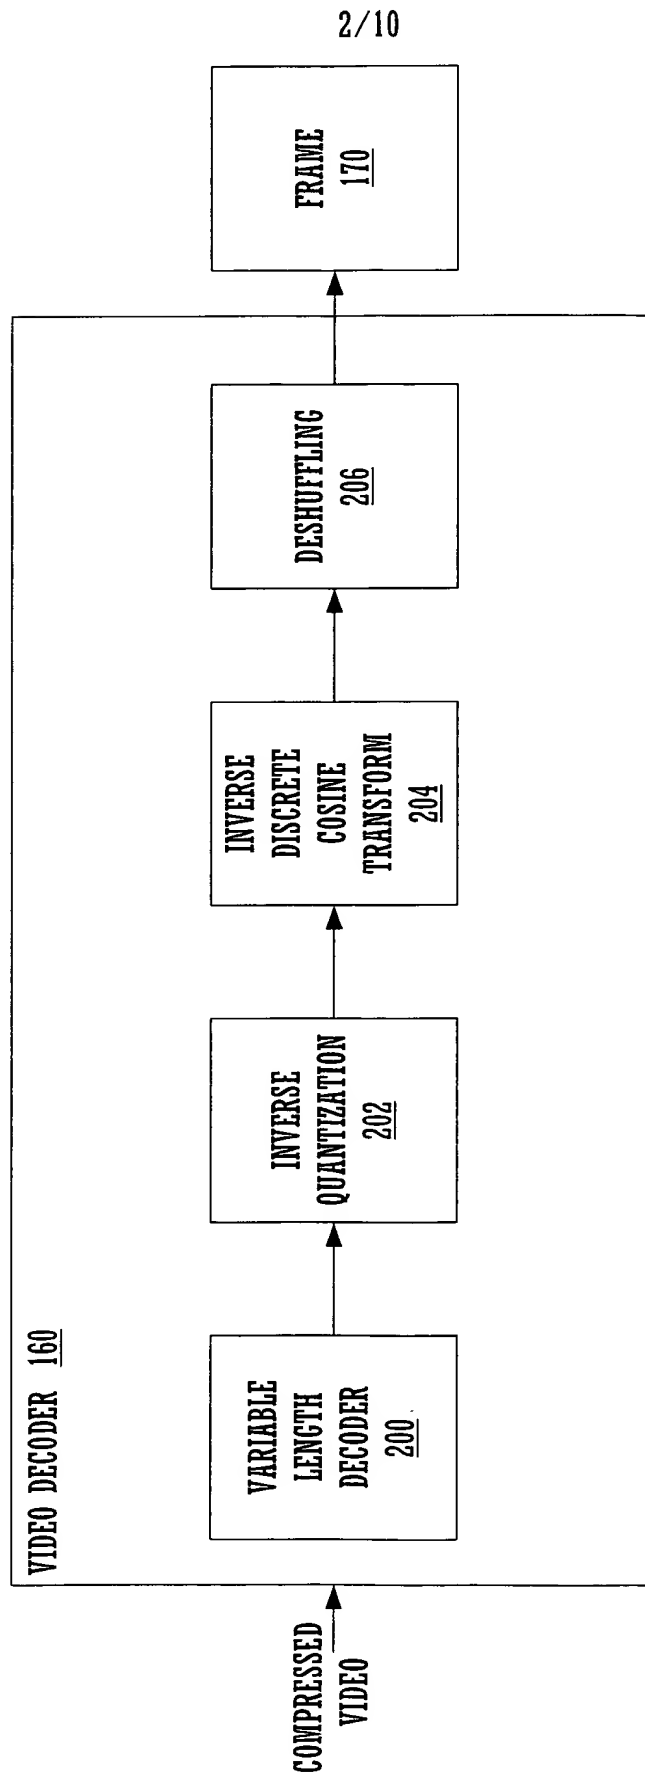 2/10
VIDEO DECODER 160
COMPRESSED
VIDEO
VARIABLE
LENGTH
DECODER
200
INVERSE
QUANTIZATION
202
INVERSE
DISCRETE
COSINE
TRANSFORM
204
DESHUFFLING
206
FRAME
170